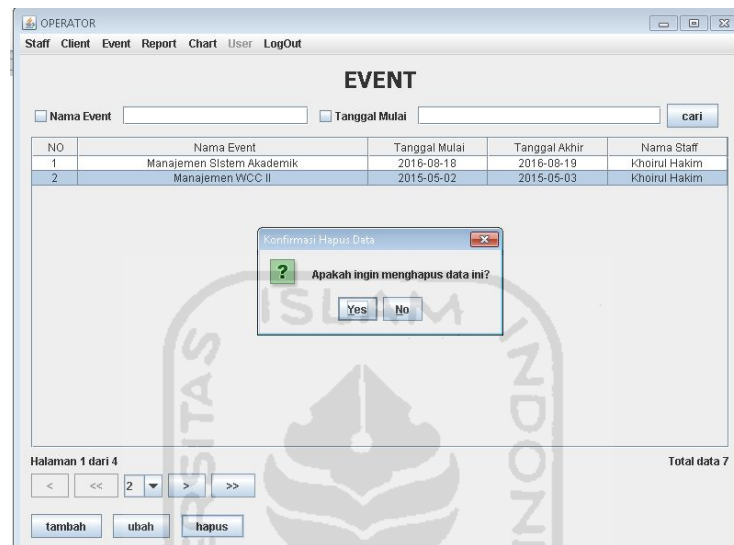 OPERATOR
Staff Client Event Report Chart User LogOut
EVENT
Nama Event Tanggal Mulai cari
NO Nama Event Tanggal Mulai Tanggal Akhir Nama Staff
1 Manajemen SIstem Akademik 2016-08-18 2016-08-19 Khoirul Hakim
2 Manajemen WCC II 2015-05-02 2015-05-03 Khoirul Hakim
Konfirmasi Hapus Data
? Apakah ingin menghapus data ini?
Yes No
ISLAM
ERSITAS
INDONE
Halaman 1 dari 4 Total data 7
< << 2 > >>
tambah ubah hapus